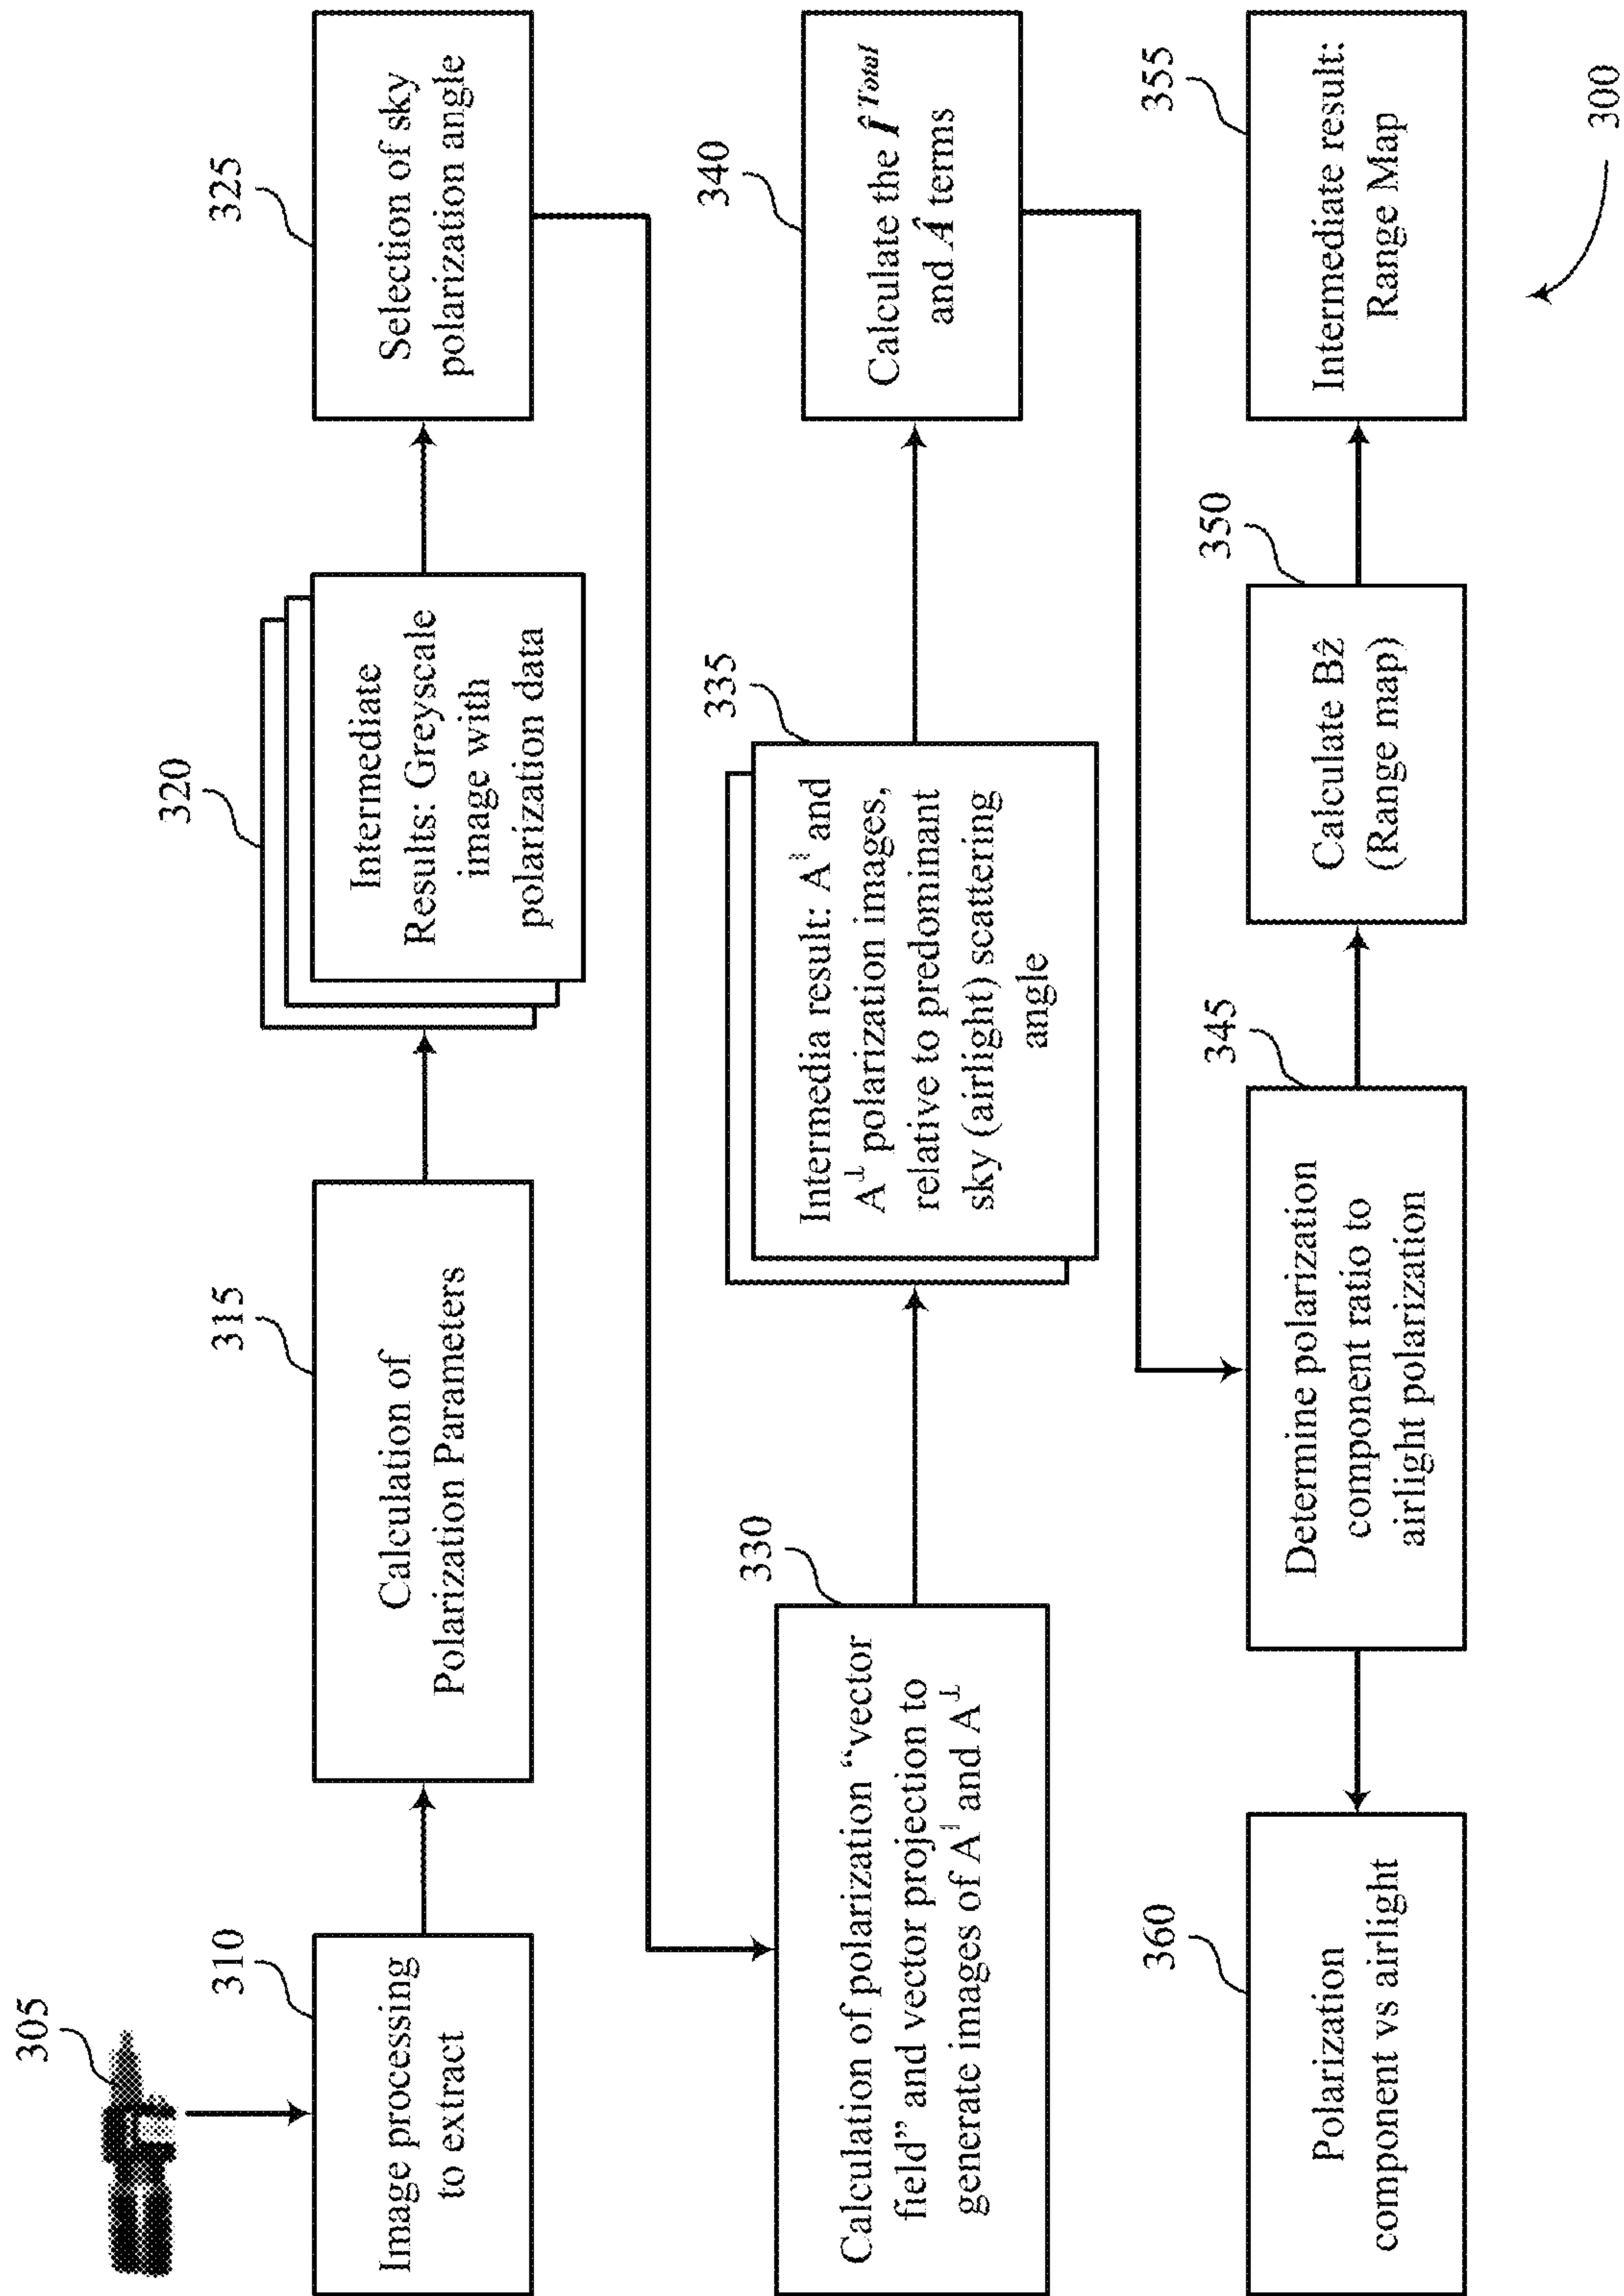 305
310
Image processing
to extract
315
Calculation of
Polarization Parameters
320
Intermediate
Results: Greyscale
image with
polarization data
325
Selection of sky
polarization angle
330
Calculation of polarization “vector
field” and vector projection to
generate images of A∥ and A⊥
335
Intermedia result: A∥ and
A⊥ polarization images,
relative to predominant
sky (airlight) scattering
angle
340
Calculate the Î Total
and Â terms
345
Determine polarization
component ratio to
airlight polarization
350
Calculate Bẑ
(Range map)
355
Intermediate result:
Range Map
360
Polarization
component vs airlight
300